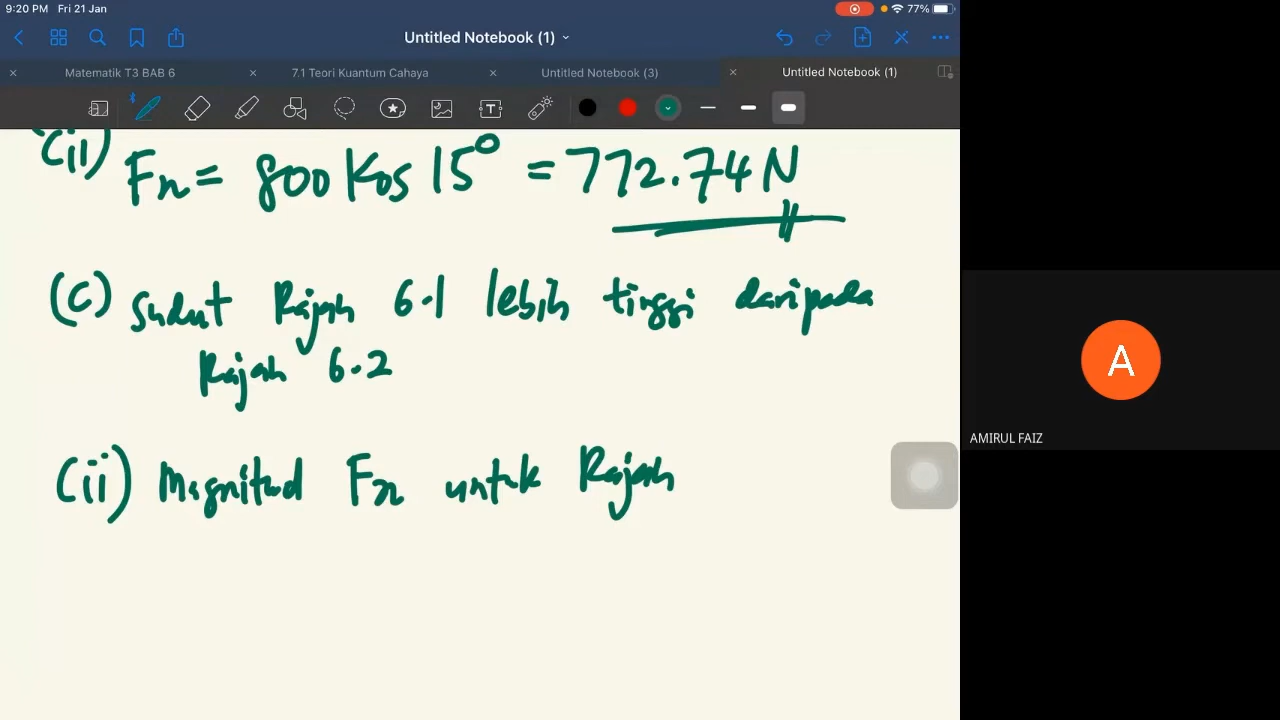 9:20 PM Fri 21 Jan
77%
Untitled Notebook (1)
Matematik T3 BAB 6
7.1 Teori Kuantum Cahaya
Untitled Notebook (3)
Untitled Notebook (1)
(ii) Fx = 800 Kos 15° = 772.74 N
(c) Sudut Rajah 6.1 lebih tinggi daripada
Rajah 6.2
(ii) Magnitud Fx untuk Rajah
A
AMIRUL FAIZ